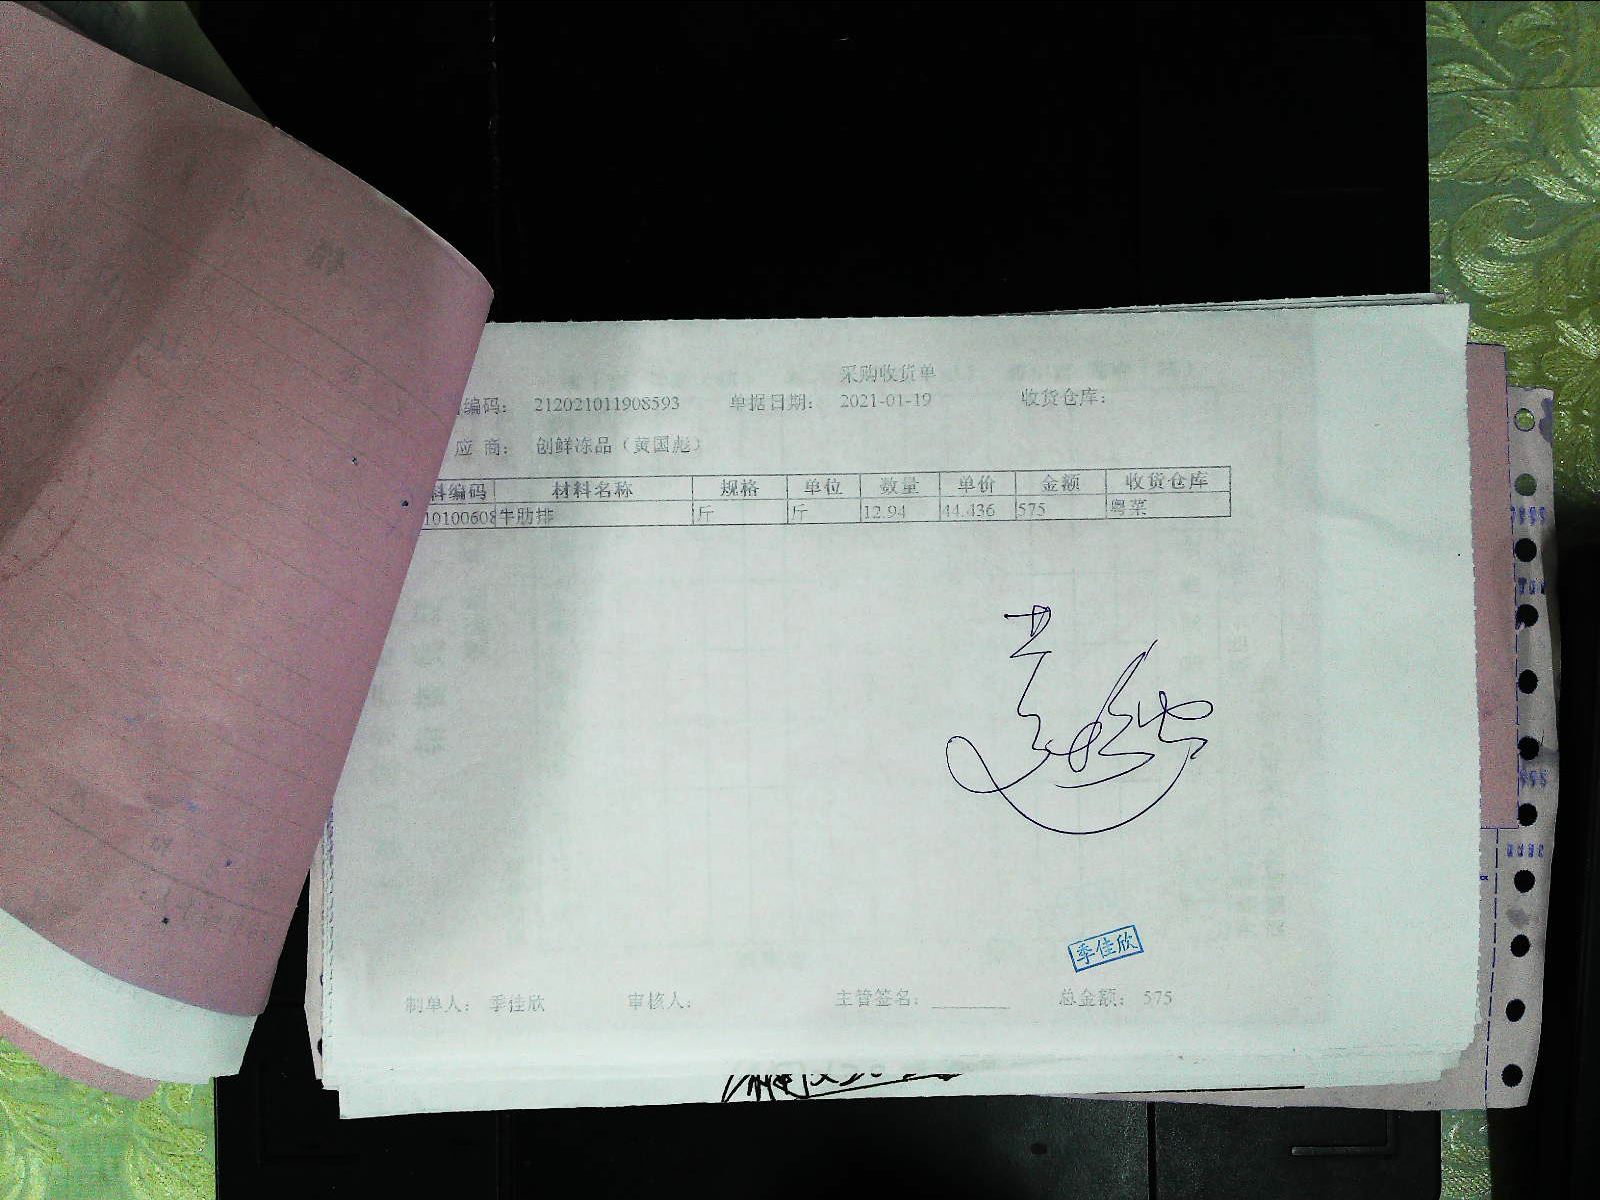 采购收货单
编码： 212021011908593 单据日期： 2021-01-19 收货仓库：
应 商： 创鲜冻品（黄国彪）
料编码 材料名称 规格 单位 数量 单价 金额 收货仓库
10100608 牛肋排 斤 斤 12.94 44.436 575 粤菜
季佳欣
制单人： 季佳欣 审核人： 主管签名： 总金额： 575